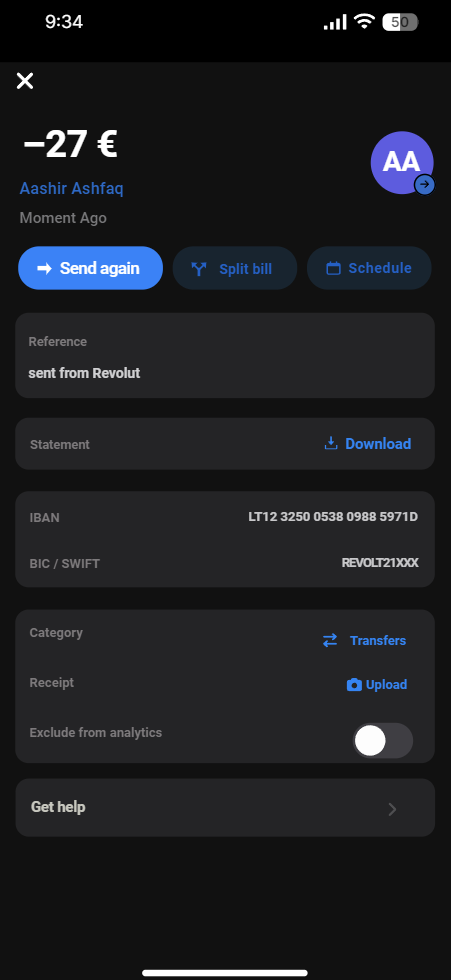 9:34
50
–27 €
AA
Aashir Ashfaq
Moment Ago
Send again
Split bill
Schedule
Reference
sent from Revolut
Statement
Download
IBAN
LT12 3250 0538 0988 5971D
BIC / SWIFT
REVOLT21XXX
Category
Transfers
Receipt
Upload
Exclude from analytics
Get help